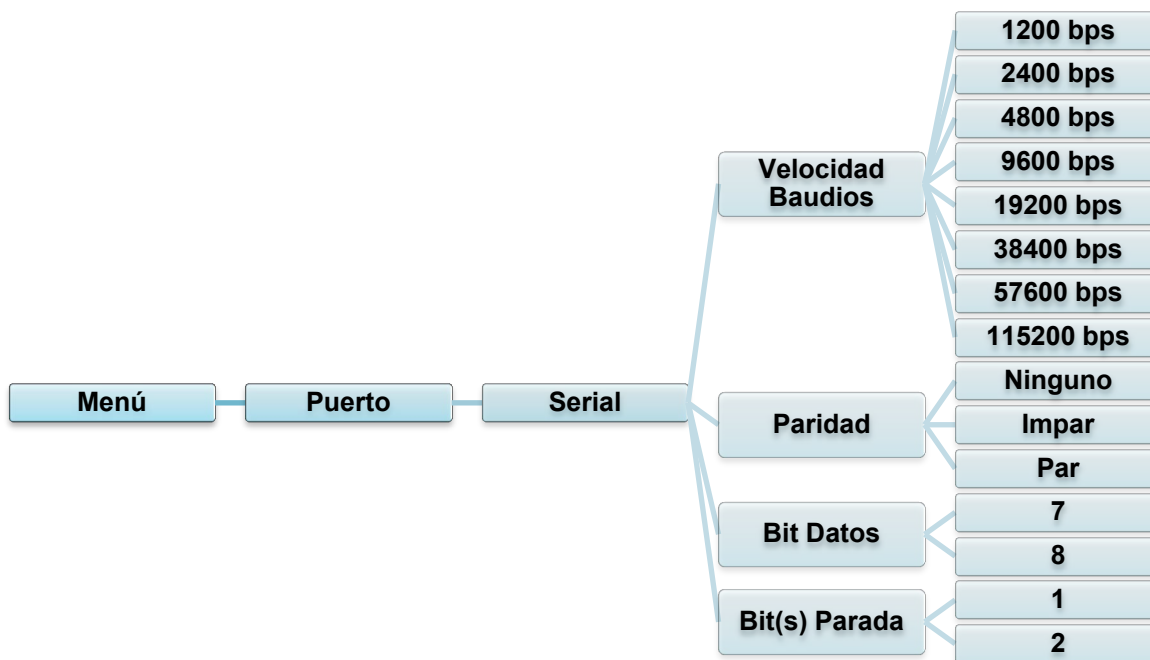 Menú
Puerto
Serial
Velocidad
Baudios
1200 bps
2400 bps
4800 bps
9600 bps
19200 bps
38400 bps
57600 bps
115200 bps
Paridad
Ninguno
Impar
Par
Bit Datos
7
8
Bit(s) Parada
1
2